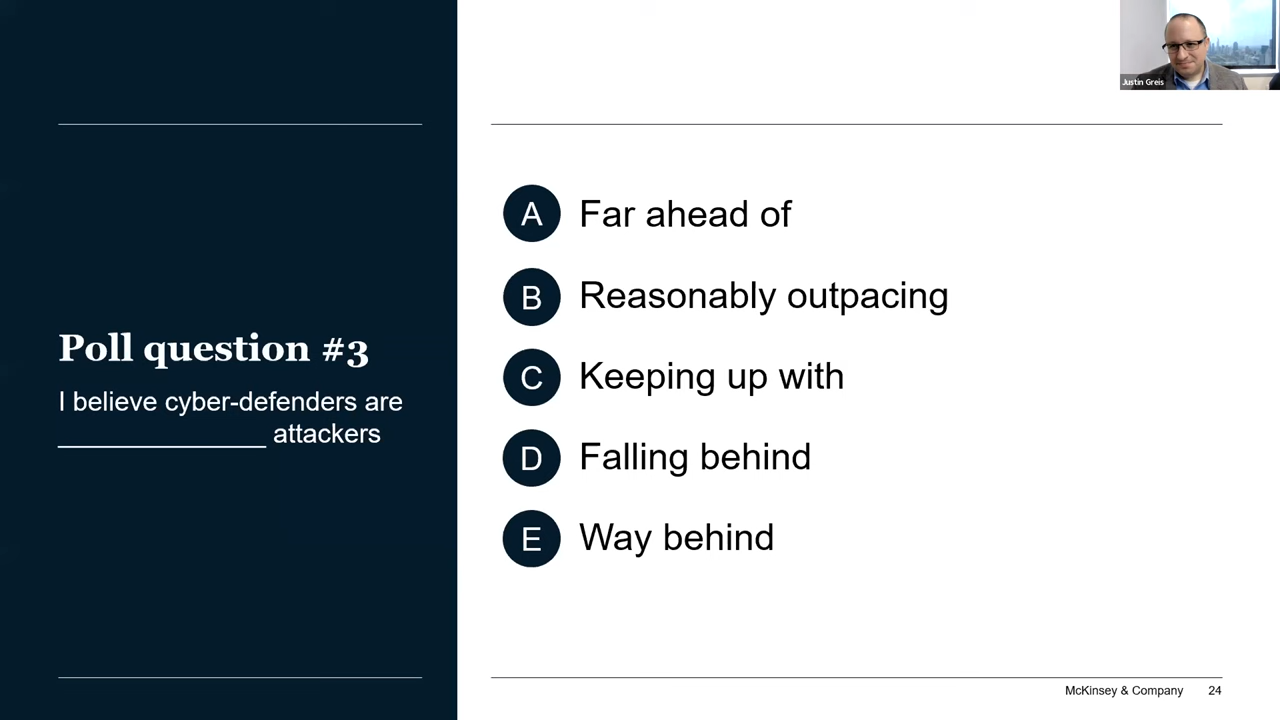 Justin Greis
Poll question #3
I believe cyber-defenders are
_______________ attackers
A Far ahead of
B Reasonably outpacing
C Keeping up with
D Falling behind
E Way behind
McKinsey & Company 24